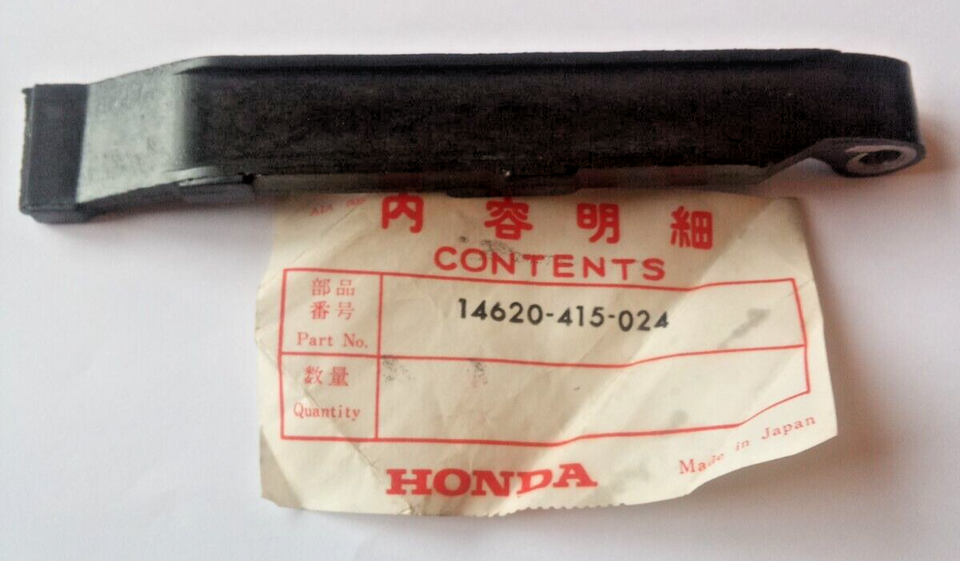 内容明細
CONTENTS
部品
番号
Part No.
14620-415-024
数量
Quantity
Made in Japan
HONDA